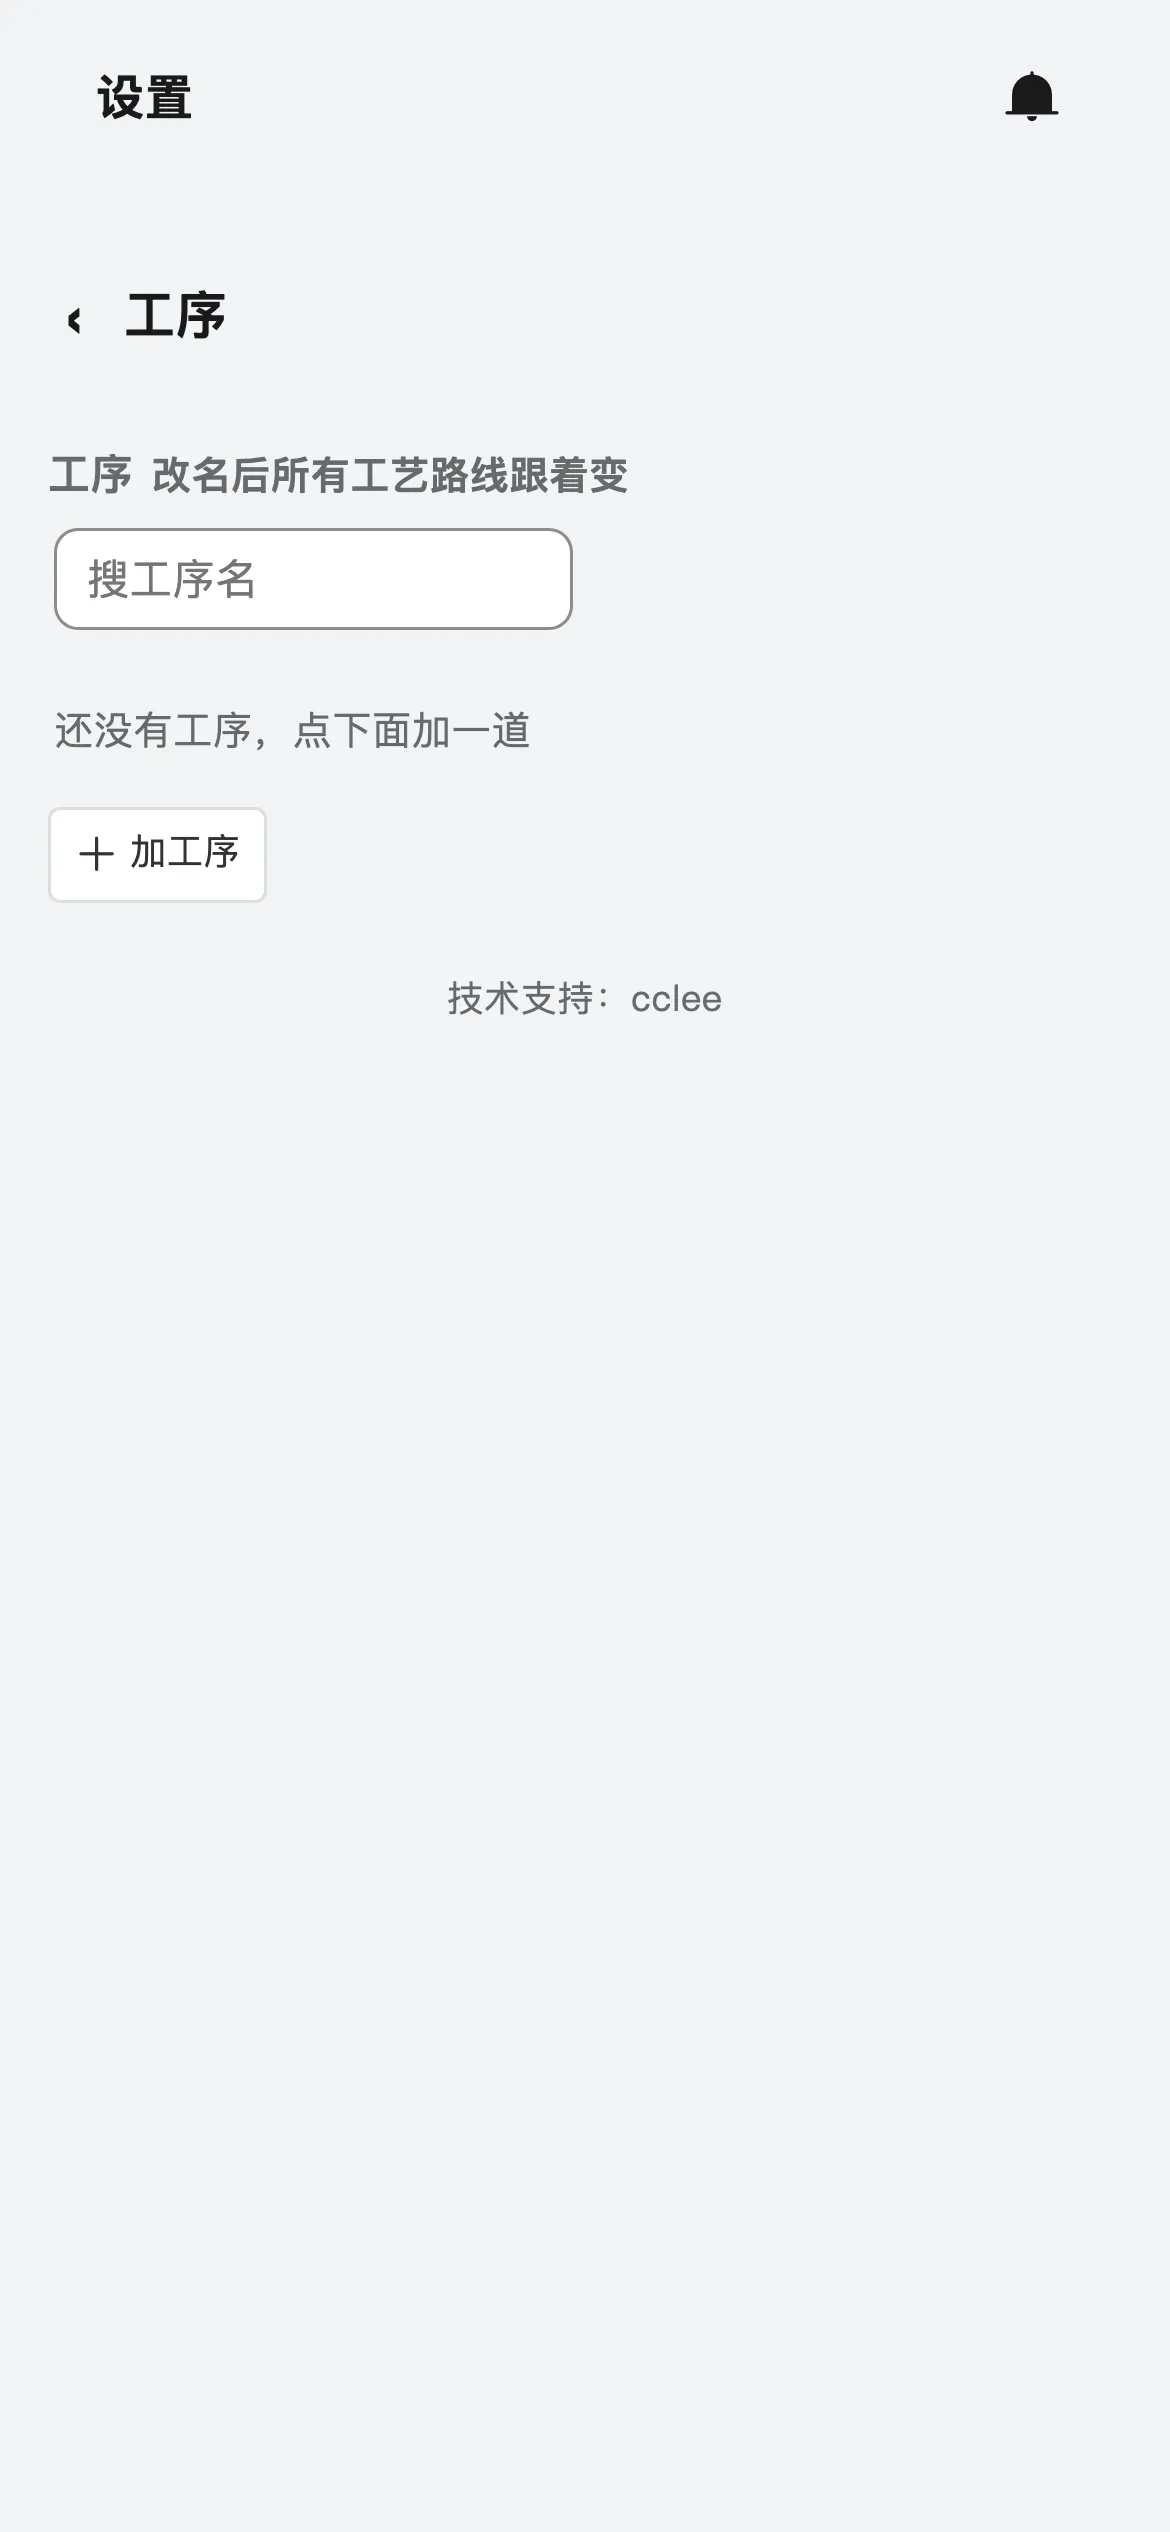 设置
‹ 工序
工序 改名后所有工艺路线跟着变
搜工序名
还没有工序，点下面加一道
＋ 加工序
技术支持：cclee